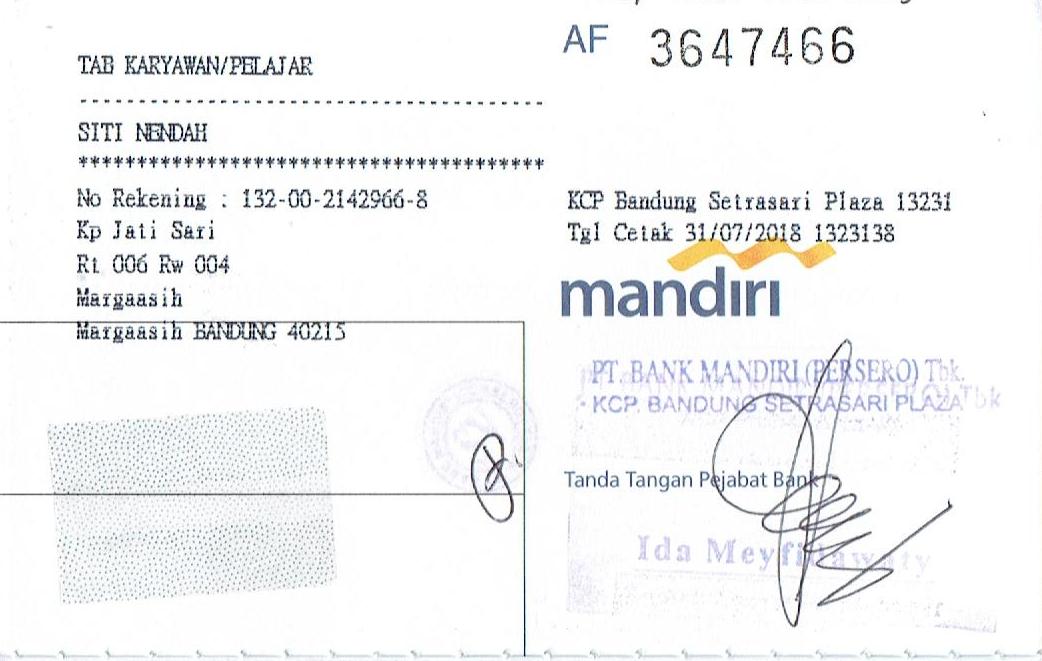 AF 3647466
TAB KARYAWAN/PELAJAR
SITI NENDAH
****************************************
No Rekening : 132-00-2142966-8
Kp Jati Sari
Rt 006 Rw 004
Margaasih
Margaasih BANDUNG 40215
KCP Bandung Setrasari Plaza 13231
Tgl Cetak 31/07/2018 1323138
mandiri
PT. BANK MANDIRI (PERSERO) Tbk.
KCP. BANDUNG SETRASARI PLAZA
Tanda Tangan Pejabat Bank
Ida